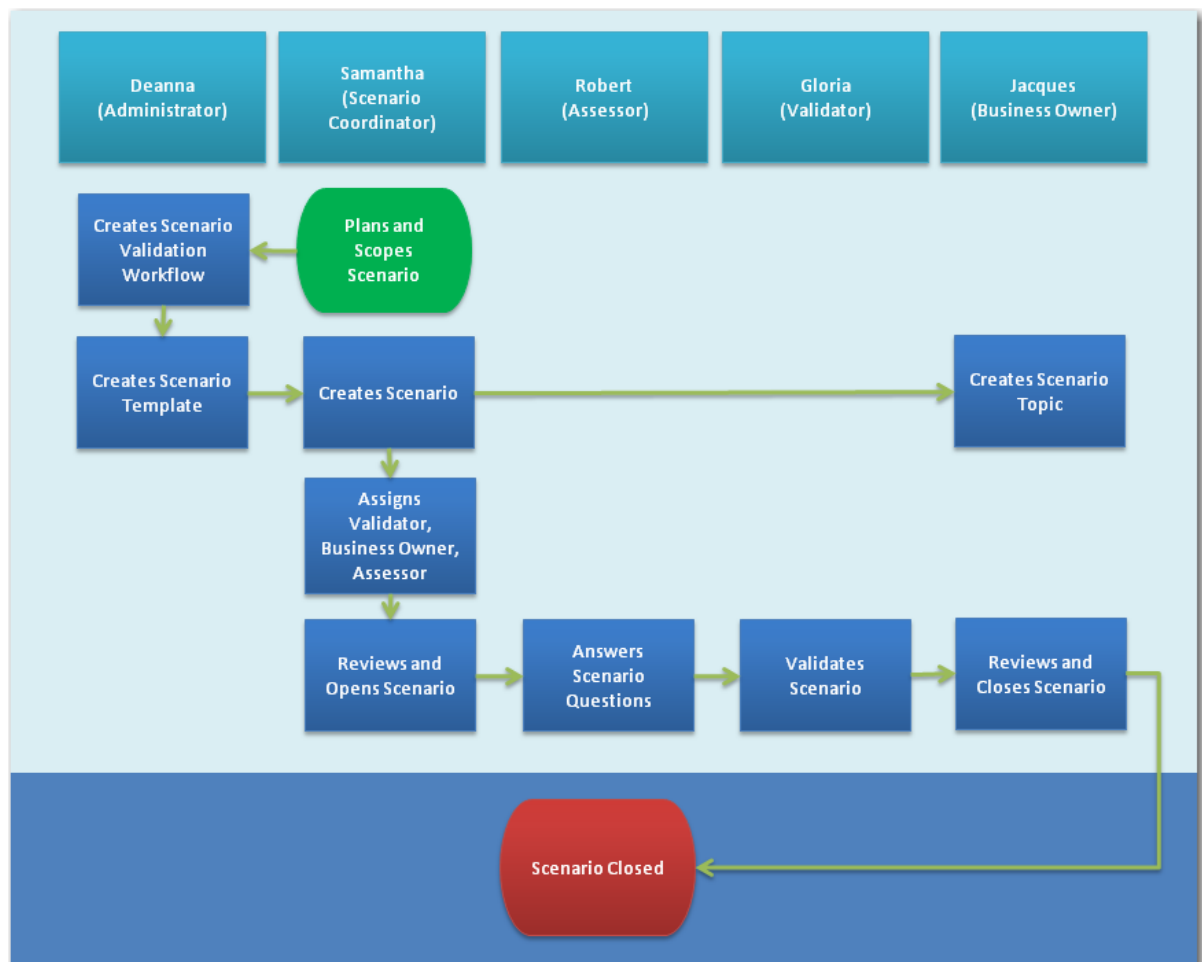 Deanna
(Administrator)
Samantha
(Scenario
Coordinator)
Robert
(Assessor)
Gloria
(Validator)
Jacques
(Business Owner)
Creates Scenario
Validation
Workflow
Plans and
Scopes
Scenario
Creates Scenario
Template
Creates Scenario
Creates Scenario
Topic
Assigns
Validator,
Business Owner,
Assessor
Reviews and
Opens Scenario
Answers
Scenario
Questions
Validates
Scenario
Reviews and
Closes Scenario
Scenario Closed